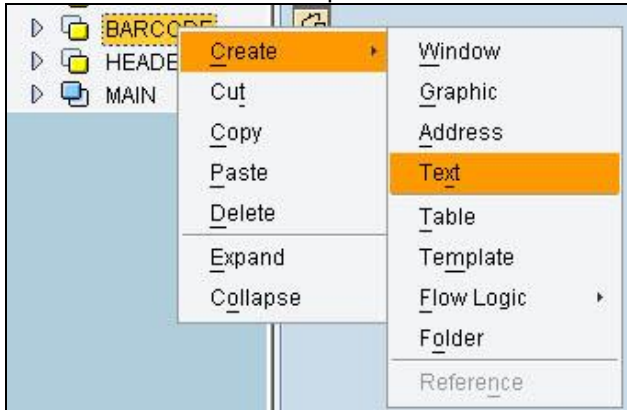 BARCODE
HEADE
MAIN
Create
Cut
Copy
Paste
Delete
Expand
Collapse
Window
Graphic
Address
Text
Table
Template
Flow Logic
Folder
Reference